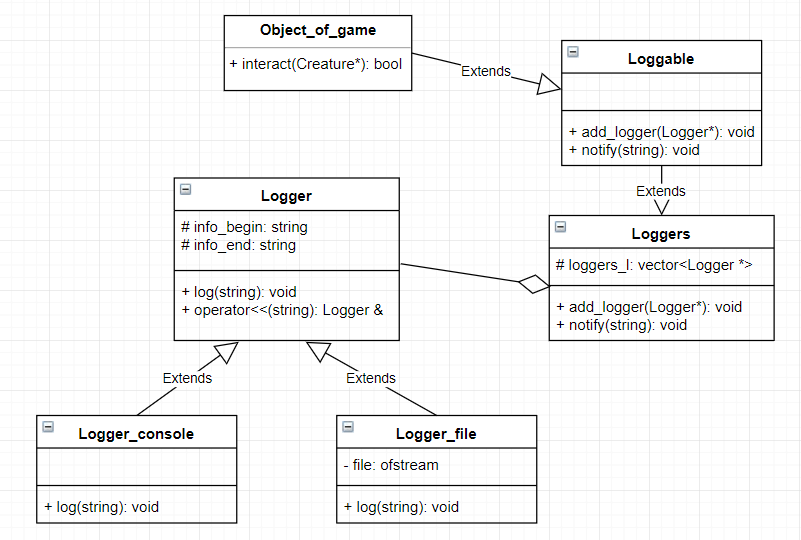 Object_of_game
+ interact(Creature*): bool
Extends
Loggable
+ add_logger(Logger*): void
+ notify(string): void
Extends
Loggers
# loggers_l: vector<Logger *>
+ add_logger(Logger*): void
+ notify(string): void
Logger
# info_begin: string
# info_end: string
+ log(string): void
+ operator<<(string): Logger &
Extends
Extends
Logger_console
+ log(string): void
Logger_file
- file: ofstream
+ log(string): void